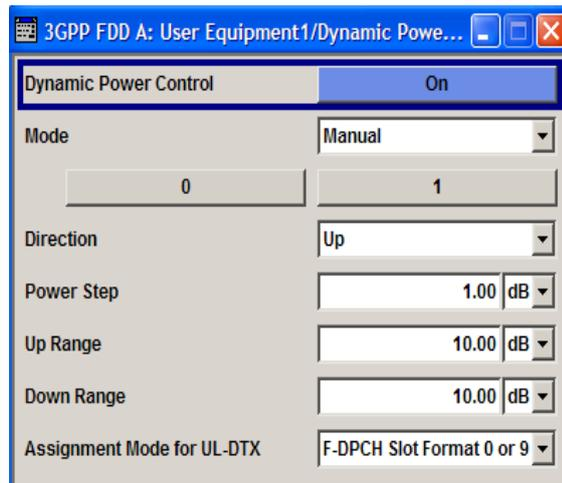 3GPP FDD A: User Equipment1/Dynamic Powe...
Dynamic Power Control On
Mode Manual
0 1
Direction Up
Power Step 1.00 dB
Up Range 10.00 dB
Down Range 10.00 dB
Assignment Mode for UL-DTX F-DPCH Slot Format 0 or 9